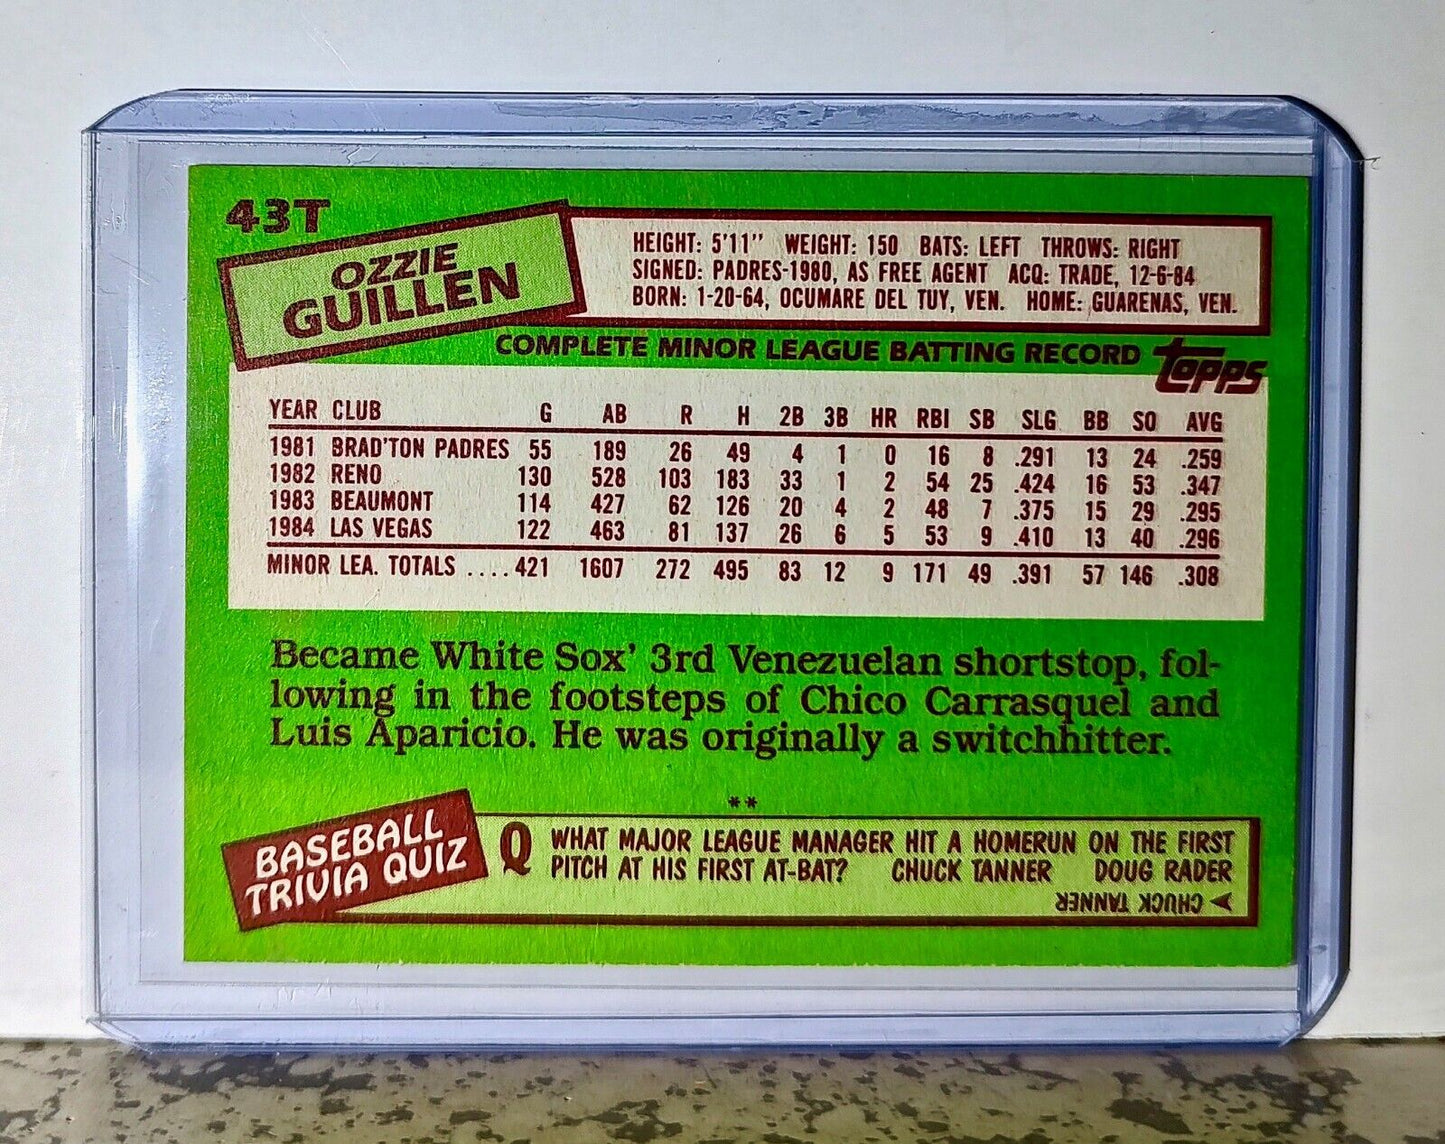 43T
OZZIE
GUILLEN
HEIGHT: 5'11" WEIGHT: 150 BATS: LEFT THROWS: RIGHT
SIGNED: PADRES-1980, AS FREE AGENT ACQ: TRADE, 12-6-84
BORN: 1-20-64, OCUMARE DEL TUY, VEN. HOME: GUARENAS, VEN.
COMPLETE MINOR LEAGUE BATTING RECORD
TOPPS
YEAR CLUB G AB R H 2B 3B HR RBI SB SLG BB SO AVG
1981 BRAD'TON PADRES 55 189 26 49 4 1 0 16 8 .291 13 24 .259
1982 RENO 130 528 103 183 33 1 2 54 25 .424 16 53 .347
1983 BEAUMONT 114 427 62 126 20 4 2 48 7 .375 15 29 .295
1984 LAS VEGAS 122 463 81 137 26 6 5 53 9 .410 13 40 .296
MINOR LEA. TOTALS ....421 1607 272 495 83 12 9 171 49 .391 57 146 .308
Became White Sox' 3rd Venezuelan shortstop, fol-
lowing in the footsteps of Chico Carrasquel and
Luis Aparicio. He was originally a switchhitter.
**
BASEBALL
TRIVIA QUIZ
Q WHAT MAJOR LEAGUE MANAGER HIT A HOMERUN ON THE FIRST
PITCH AT HIS FIRST AT-BAT? CHUCK TANNER DOUG RADER
➤ CHUCK TANNER